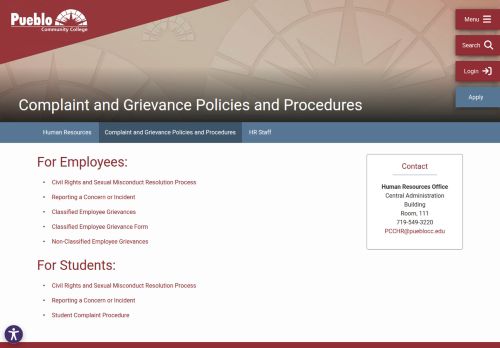 Pueblo
Community College
Menu
Search
Login
Apply
Complaint and Grievance Policies and Procedures
Human Resources
Complaint and Grievance Policies and Procedures
HR Staff
For Employees:
Civil Rights and Sexual Misconduct Resolution Process
Reporting a Concern or Incident
Classified Employee Grievances
Classified Employee Grievance Form
Non-Classified Employee Grievances
For Students:
Civil Rights and Sexual Misconduct Resolution Process
Reporting a Concern or Incident
Student Complaint Procedure
Contact
Human Resources Office
Central Administration
Building
Room, 111
719-549-3220
PCCHR@pueblocc.edu